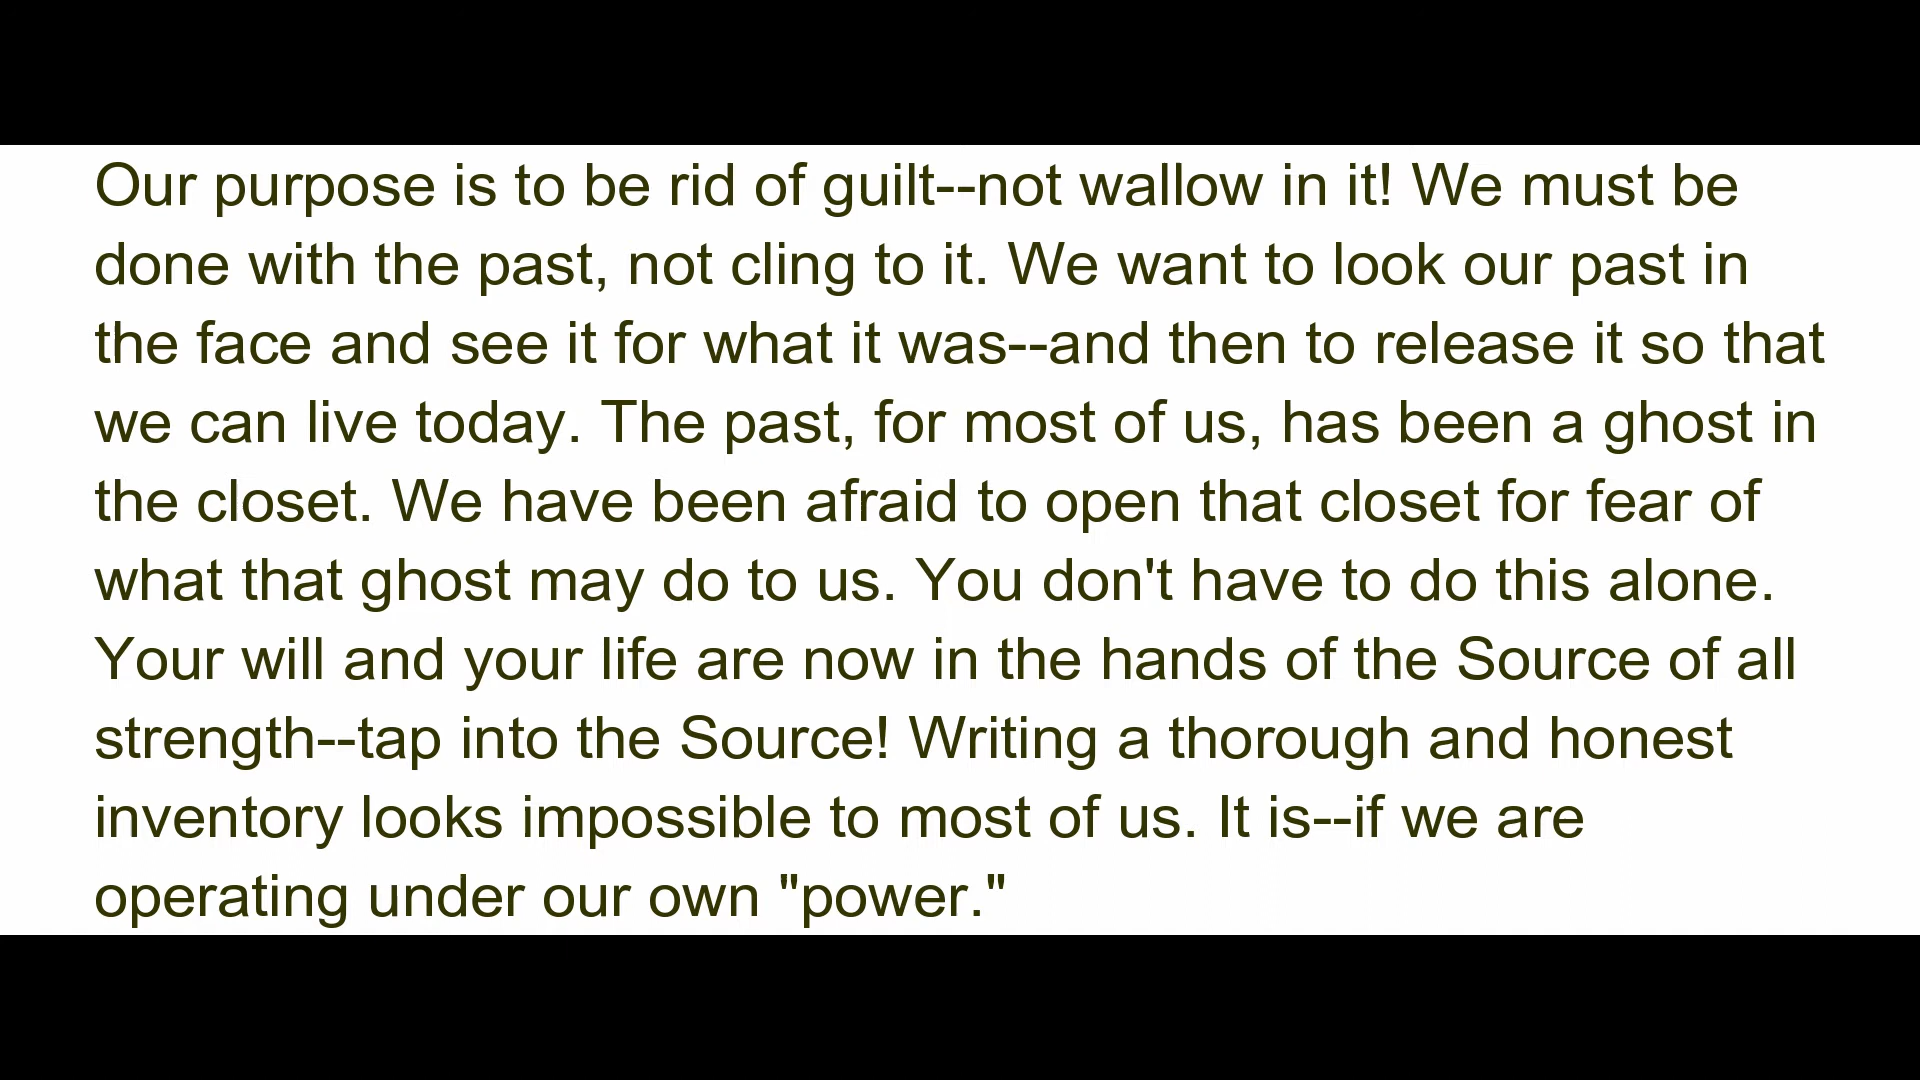 Our purpose is to be rid of guilt--not wallow in it! We must be
done with the past, not cling to it. We want to look our past in
the face and see it for what it was--and then to release it so that
we can live today. The past, for most of us, has been a ghost in
the closet. We have been afraid to open that closet for fear of
what that ghost may do to us. You don't have to do this alone.
Your will and your life are now in the hands of the Source of all
strength--tap into the Source! Writing a thorough and honest
inventory looks impossible to most of us. It is--if we are
operating under our own "power."